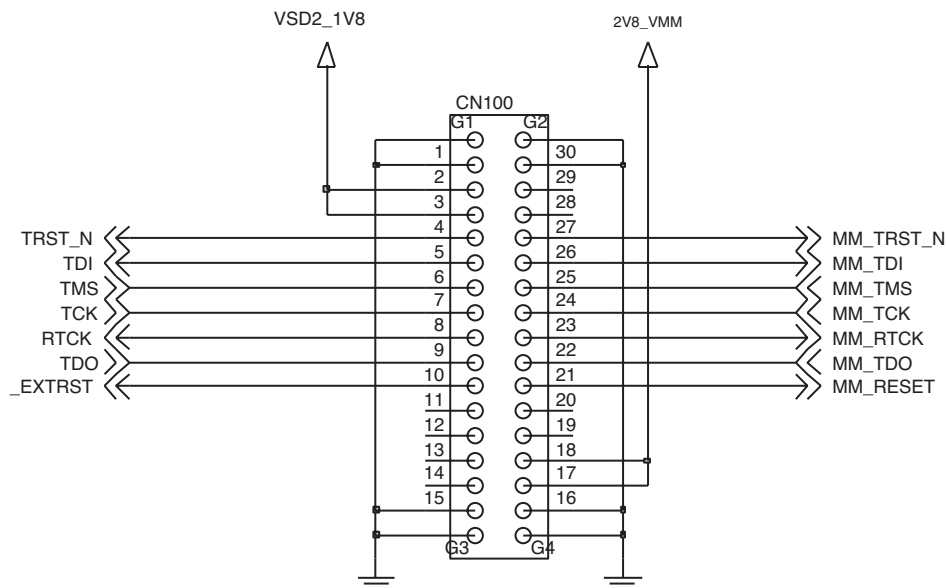 VSD2_1V8
2V8_VMM
CN100
G1 G2
1 30
2 29
3 28
TRST_N 4 27 MM_TRST_N
TDI 5 26 MM_TDI
TMS 6 25 MM_TMS
TCK 7 24 MM_TCK
RTCK 8 23 MM_RTCK
TDO 9 22 MM_TDO
_EXTRST 10 21 MM_RESET
11 20
12 19
13 18
14 17
15 16
G3 G4